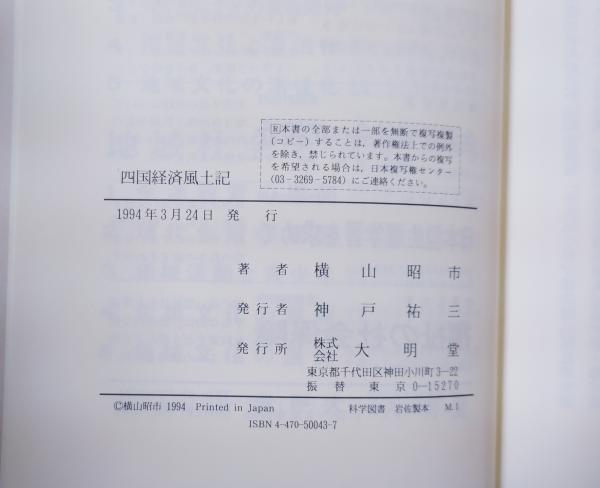 Ⓡ本書の全部または一部を無断で複写複製
(コピー)することは，著作権法上での例外
を除き，禁じられています。本書からの複写
を希望される場合は，日本複写権センター
(03-3269-5784)にご連絡ください。
四国経済風土記
1994年3月24日 発 行
著 者 横 山 昭 市
発行者 神 戸 祐 三
発行所 株式会社 大 明 堂
東京都千代田区神田小川町3-22
振 替 東 京 0-15270
©横山昭市 1994 Printed in Japan 科学図書 岩佐製本 M.1
ISBN 4-470-50043-7